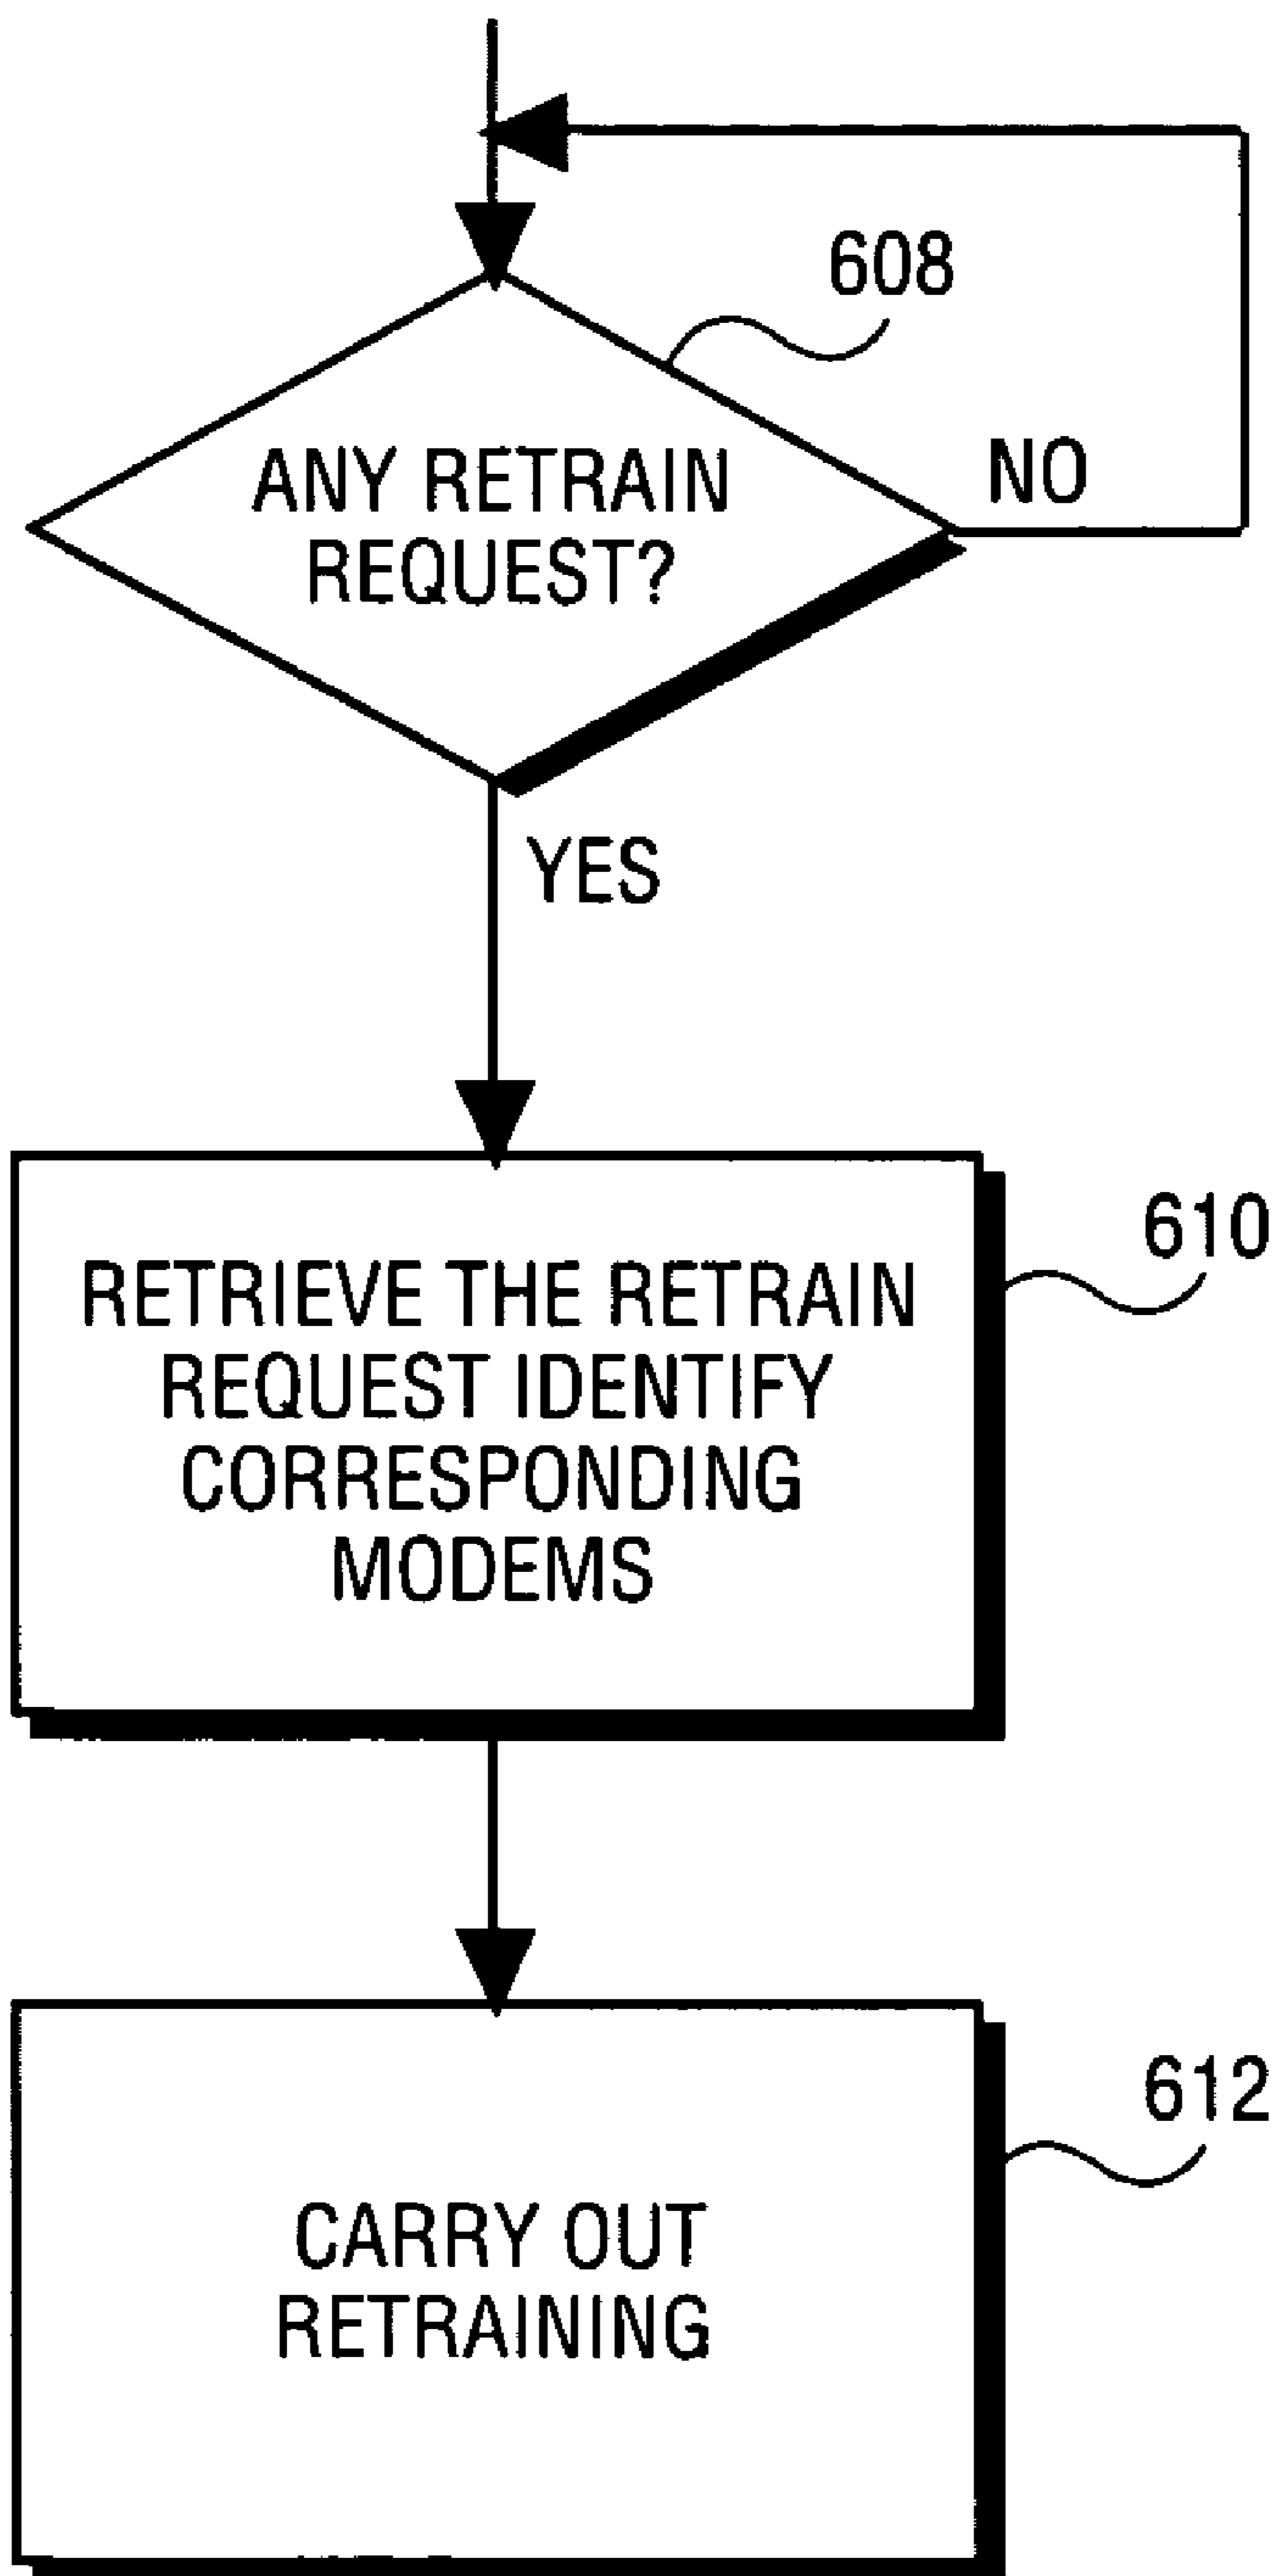 608
ANY RETRAIN
REQUEST?
NO
YES
610
RETRIEVE THE RETRAIN
REQUEST IDENTIFY
CORRESPONDING
MODEMS
612
CARRY OUT
RETRAINING